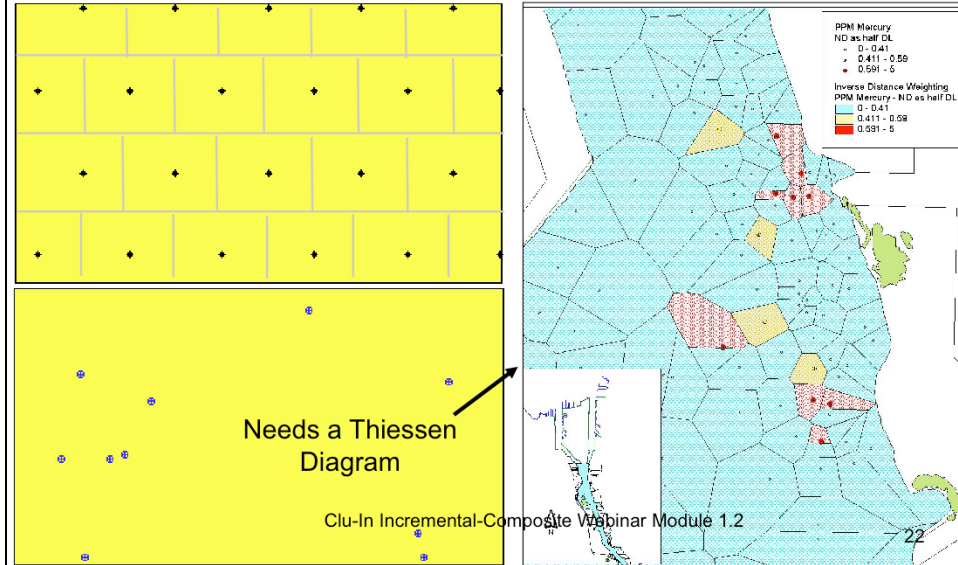 PPM Mercury
ND as half DL
0 - 0.41
0.411 - 0.59
0.591 - 5
Inverse Distance Weighting
PPM Mercury - ND as half DL
0 - 0.41
0.411 - 0.59
0.591 - 5
Needs a Thiessen
Diagram
N
Clu-In Incremental-Composite Webinar Module 1.2
22